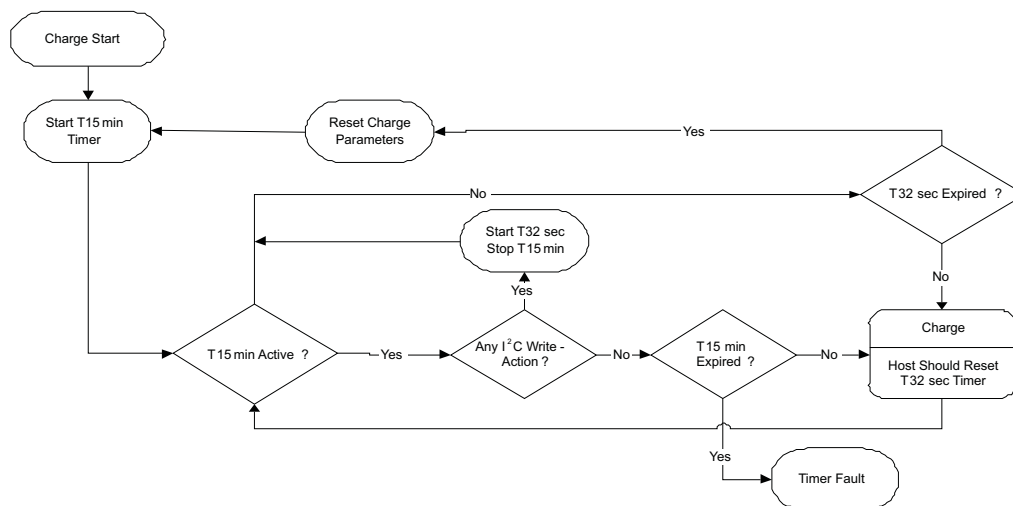 Charge Start
Start T15 min
Timer
Reset Charge
Parameters
Yes
No
T32 sec Expired ?
Start T32 sec
Stop T15 min
Yes
No
T15 min Active ?
Yes
Any I²C Write -
Action ?
No
T15 min
Expired ?
No
Charge
Host Should Reset
T32 sec Timer
Yes
Timer Fault